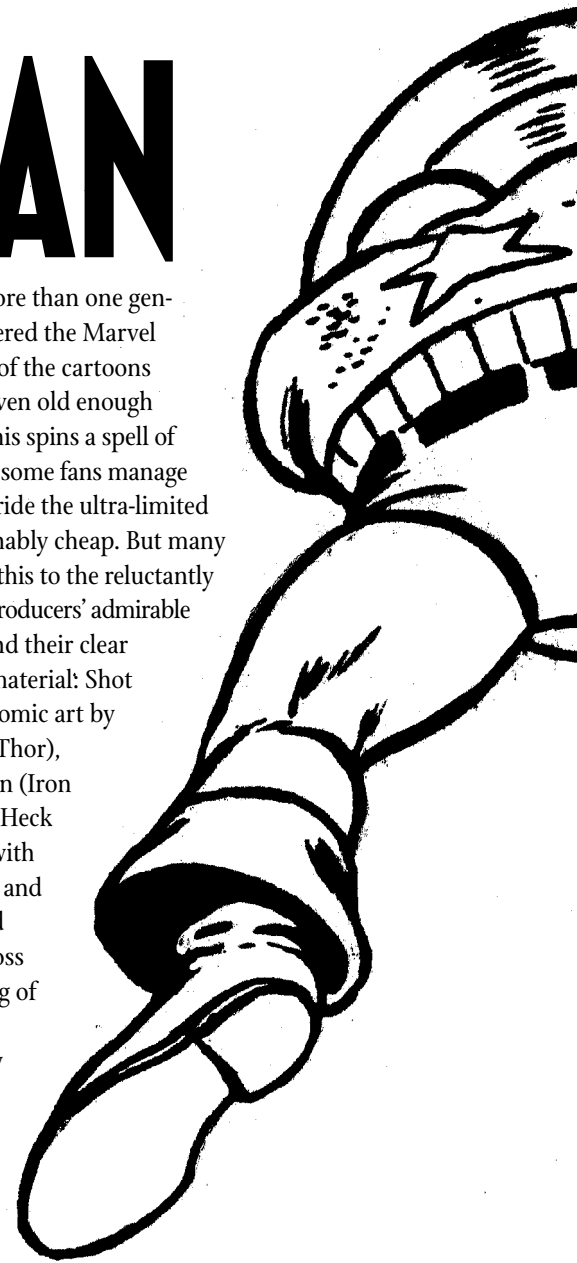 AN
ore than one gen-
ered the Marvel
of the cartoons
ven old enough
his spins a spell of
some fans manage
ride the ultra-limited
nably cheap. But many
this to the reluctantly
roducers’ admirable
nd their clear
naterial: Shot
omic art by
Thor),
n (Iron
Heck
with
and
d
oss
g of
y